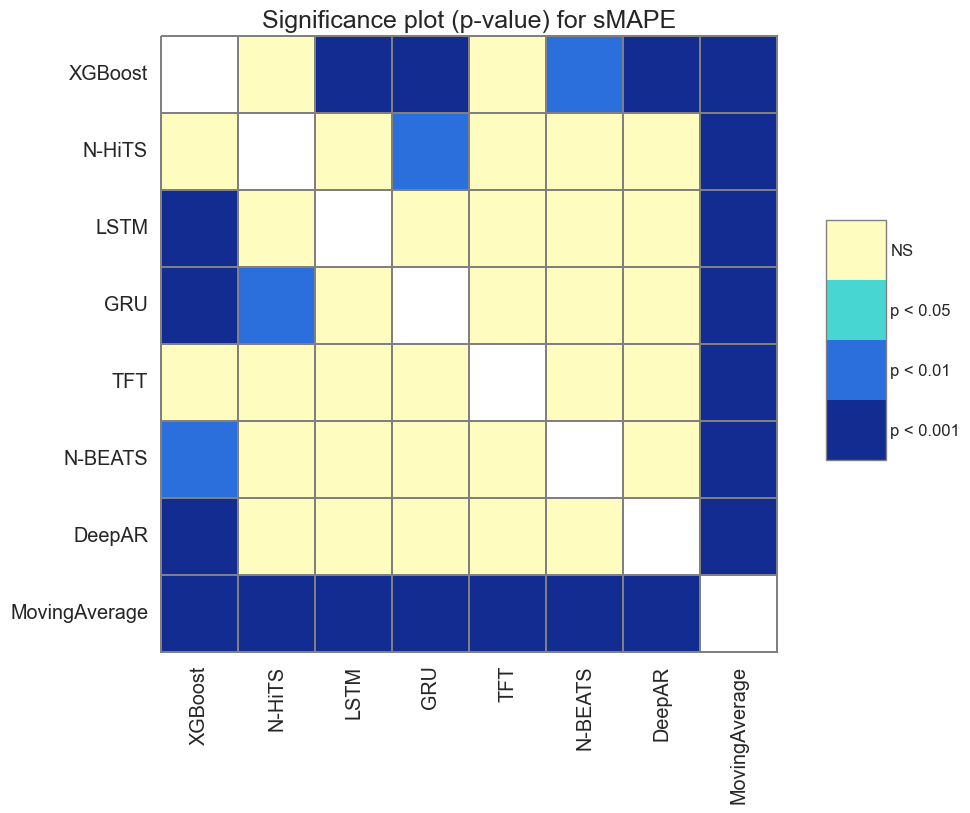 Significance plot (p-value) for sMAPE
XGBoost
N-HiTS
LSTM
GRU
TFT
N-BEATS
DeepAR
MovingAverage
XGBoost
N-HiTS
LSTM
GRU
TFT
N-BEATS
DeepAR
MovingAverage
NS
p < 0.05
p < 0.01
p < 0.001